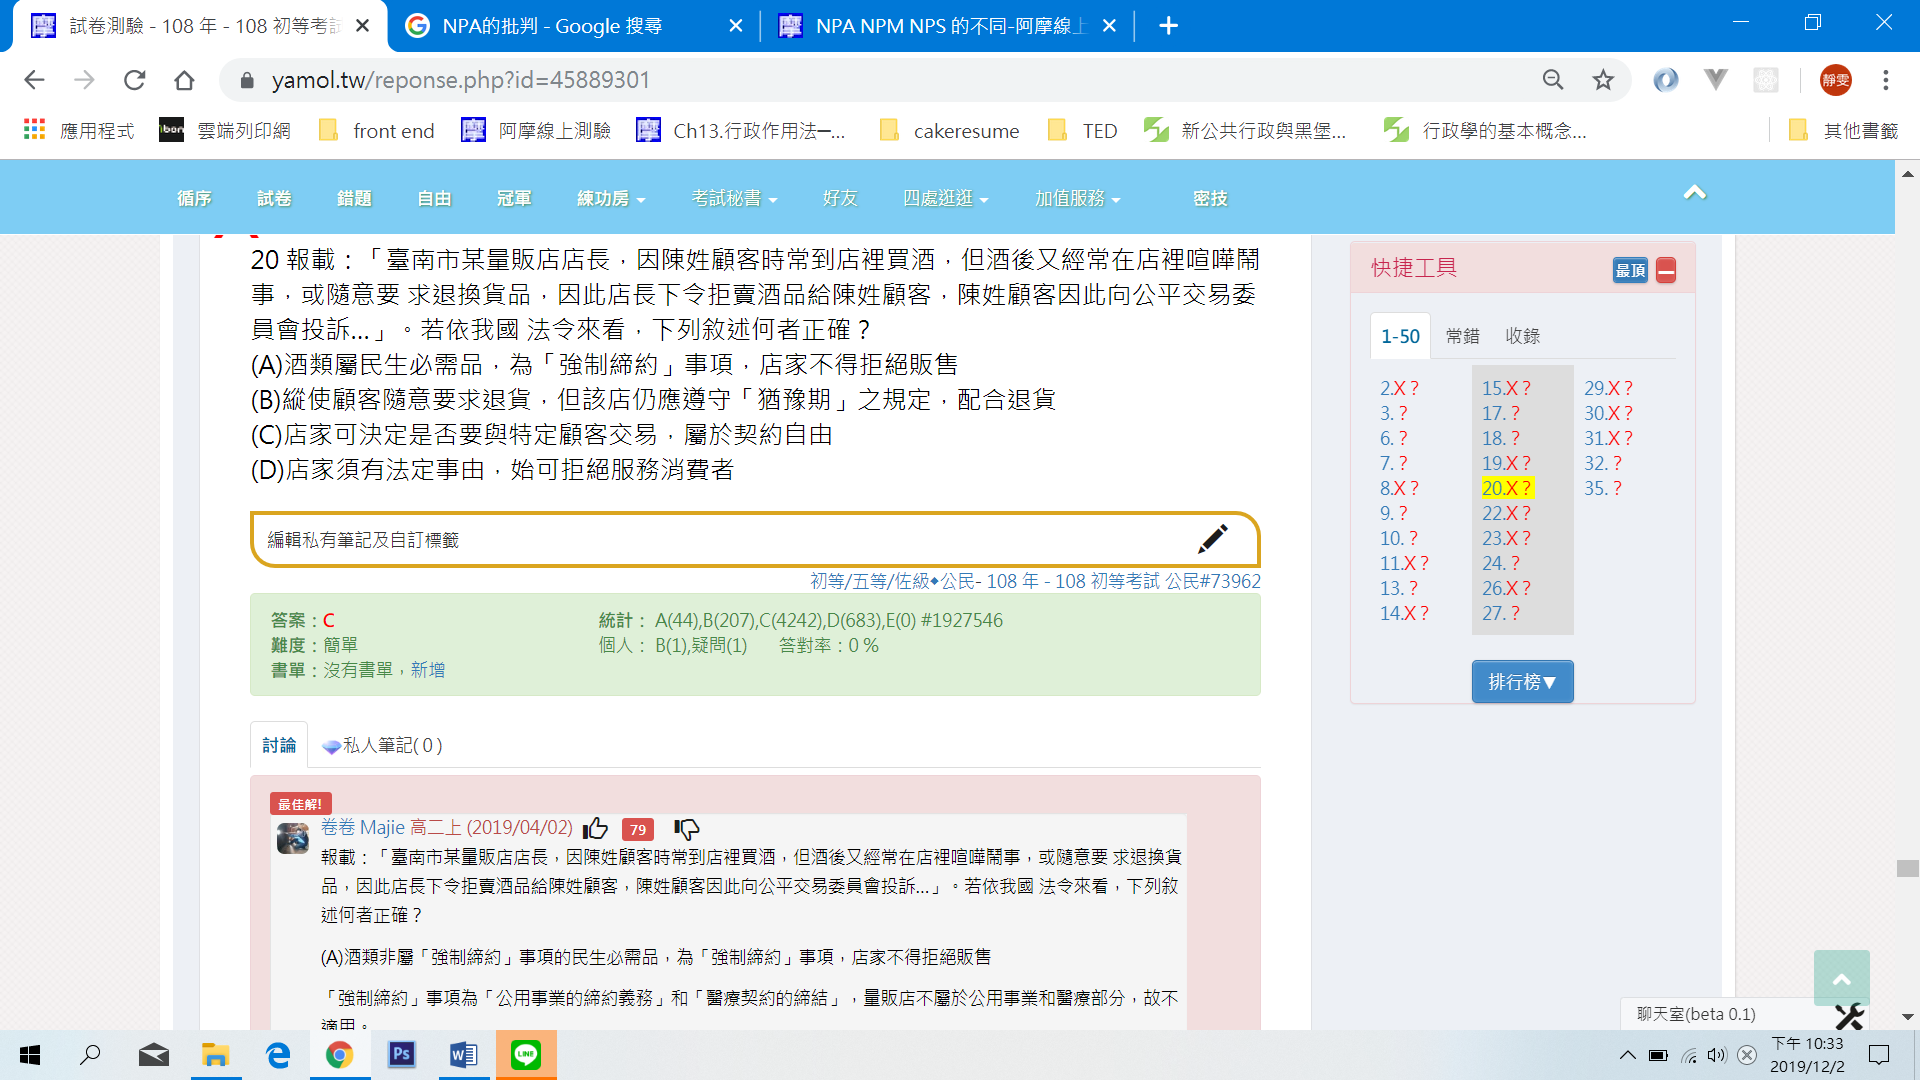 試卷測驗 - 108 年 - 108 初等考試
NPA的批判 - Google 搜尋
NPA NPM NPS 的不同-阿摩線上
yamol.tw/reponse.php?id=45889301
靜雯
應用程式
ibon
雲端列印網
front end
阿摩線上測驗
Ch13.行政作用法─...
cakeresume
TED
新公共行政與黑堡...
行政學的基本概念...
其他書籤
循序
試卷
錯題
自由
冠軍
練功房
考試秘書
好友
四處逛逛
加值服務
密技
20 報載：「臺南市某量販店店長，因陳姓顧客時常到店裡買酒，但酒後又經常在店裡喧嘩鬧
事，或隨意要 求退換貨品，因此店長下令拒賣酒品給陳姓顧客，陳姓顧客因此向公平交易委
員會投訴...」。若依我國 法令來看，下列敘述何者正確？
(A)酒類屬民生必需品，為「強制締約」事項，店家不得拒絕販售
(B)縱使顧客隨意要求退貨，但該店仍應遵守「猶豫期」之規定，配合退貨
(C)店家可決定是否要與特定顧客交易，屬於契約自由
(D)店家須有法定事由，始可拒絕服務消費者
編輯私有筆記及自訂標籤
初等/五等/佐級◆公民- 108 年 - 108 初等考試 公民#73962
答案：C
難度：簡單
書單：沒有書單，新增
統計： A(44),B(207),C(4242),D(683),E(0) #1927546
個人： B(1),疑問(1) 答對率：0 %
討論
私人筆記( 0 )
最佳解!
卷卷 Majie 高二上 (2019/04/02) 79
報載：「臺南市某量販店店長，因陳姓顧客時常到店裡買酒，但酒後又經常在店裡喧嘩鬧事，或隨意要 求退換貨
品，因此店長下令拒賣酒品給陳姓顧客，陳姓顧客因此向公平交易委員會投訴...」。若依我國 法令來看，下列敘
述何者正確？
(A)酒類非屬「強制締約」事項的民生必需品，為「強制締約」事項，店家不得拒絕販售
「強制締約」事項為「公用事業的締約義務」和「醫療契約的締結」，量販店不屬於公用事業和醫療部分，故不
適用。
快捷工具
最頂
1-50
常錯
收錄
2.X ?
3. ?
6. ?
7. ?
8.X ?
9. ?
10. ?
11.X ?
13. ?
14.X ?
15.X ?
17. ?
18. ?
19.X ?
20.X ?
22.X ?
23.X ?
24. ?
26.X ?
27. ?
29.X ?
30.X ?
31.X ?
32. ?
35. ?
排行榜▼
聊天室(beta 0.1)
Ps
LINE
下午 10:33
2019/12/2